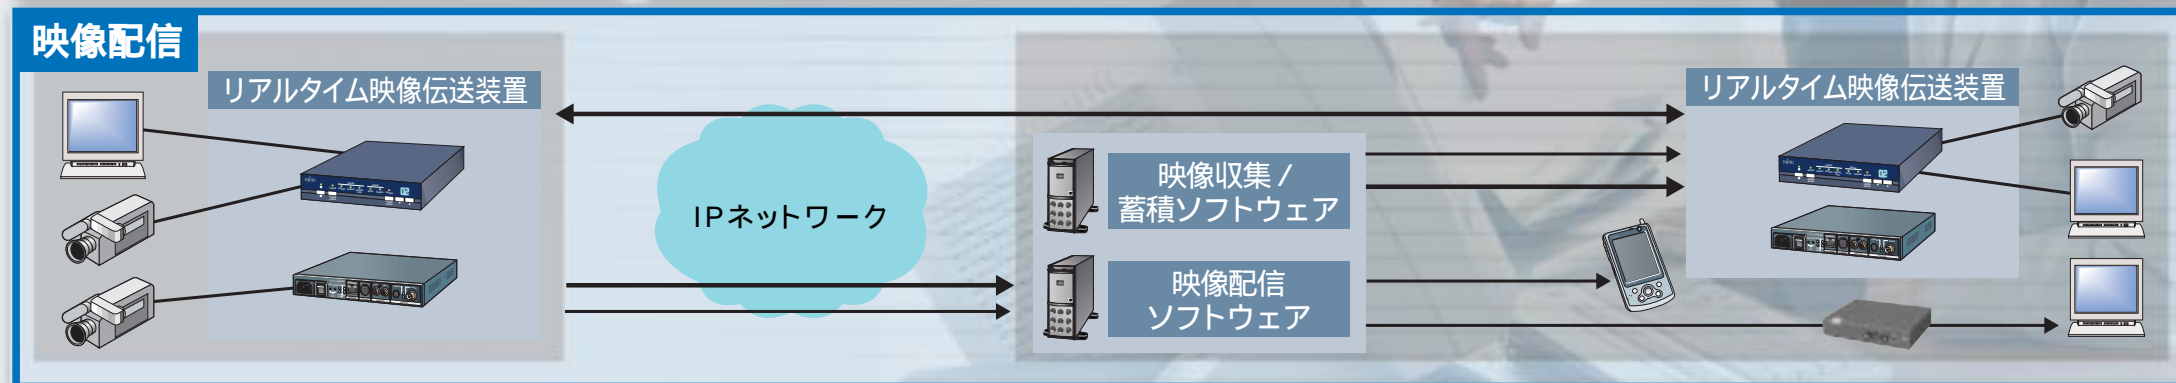 映像配信
リアルタイム映像伝送装置
IPネットワーク
映像収集/
蓄積ソフトウェア
映像配信
ソフトウェア
リアルタイム映像伝送装置